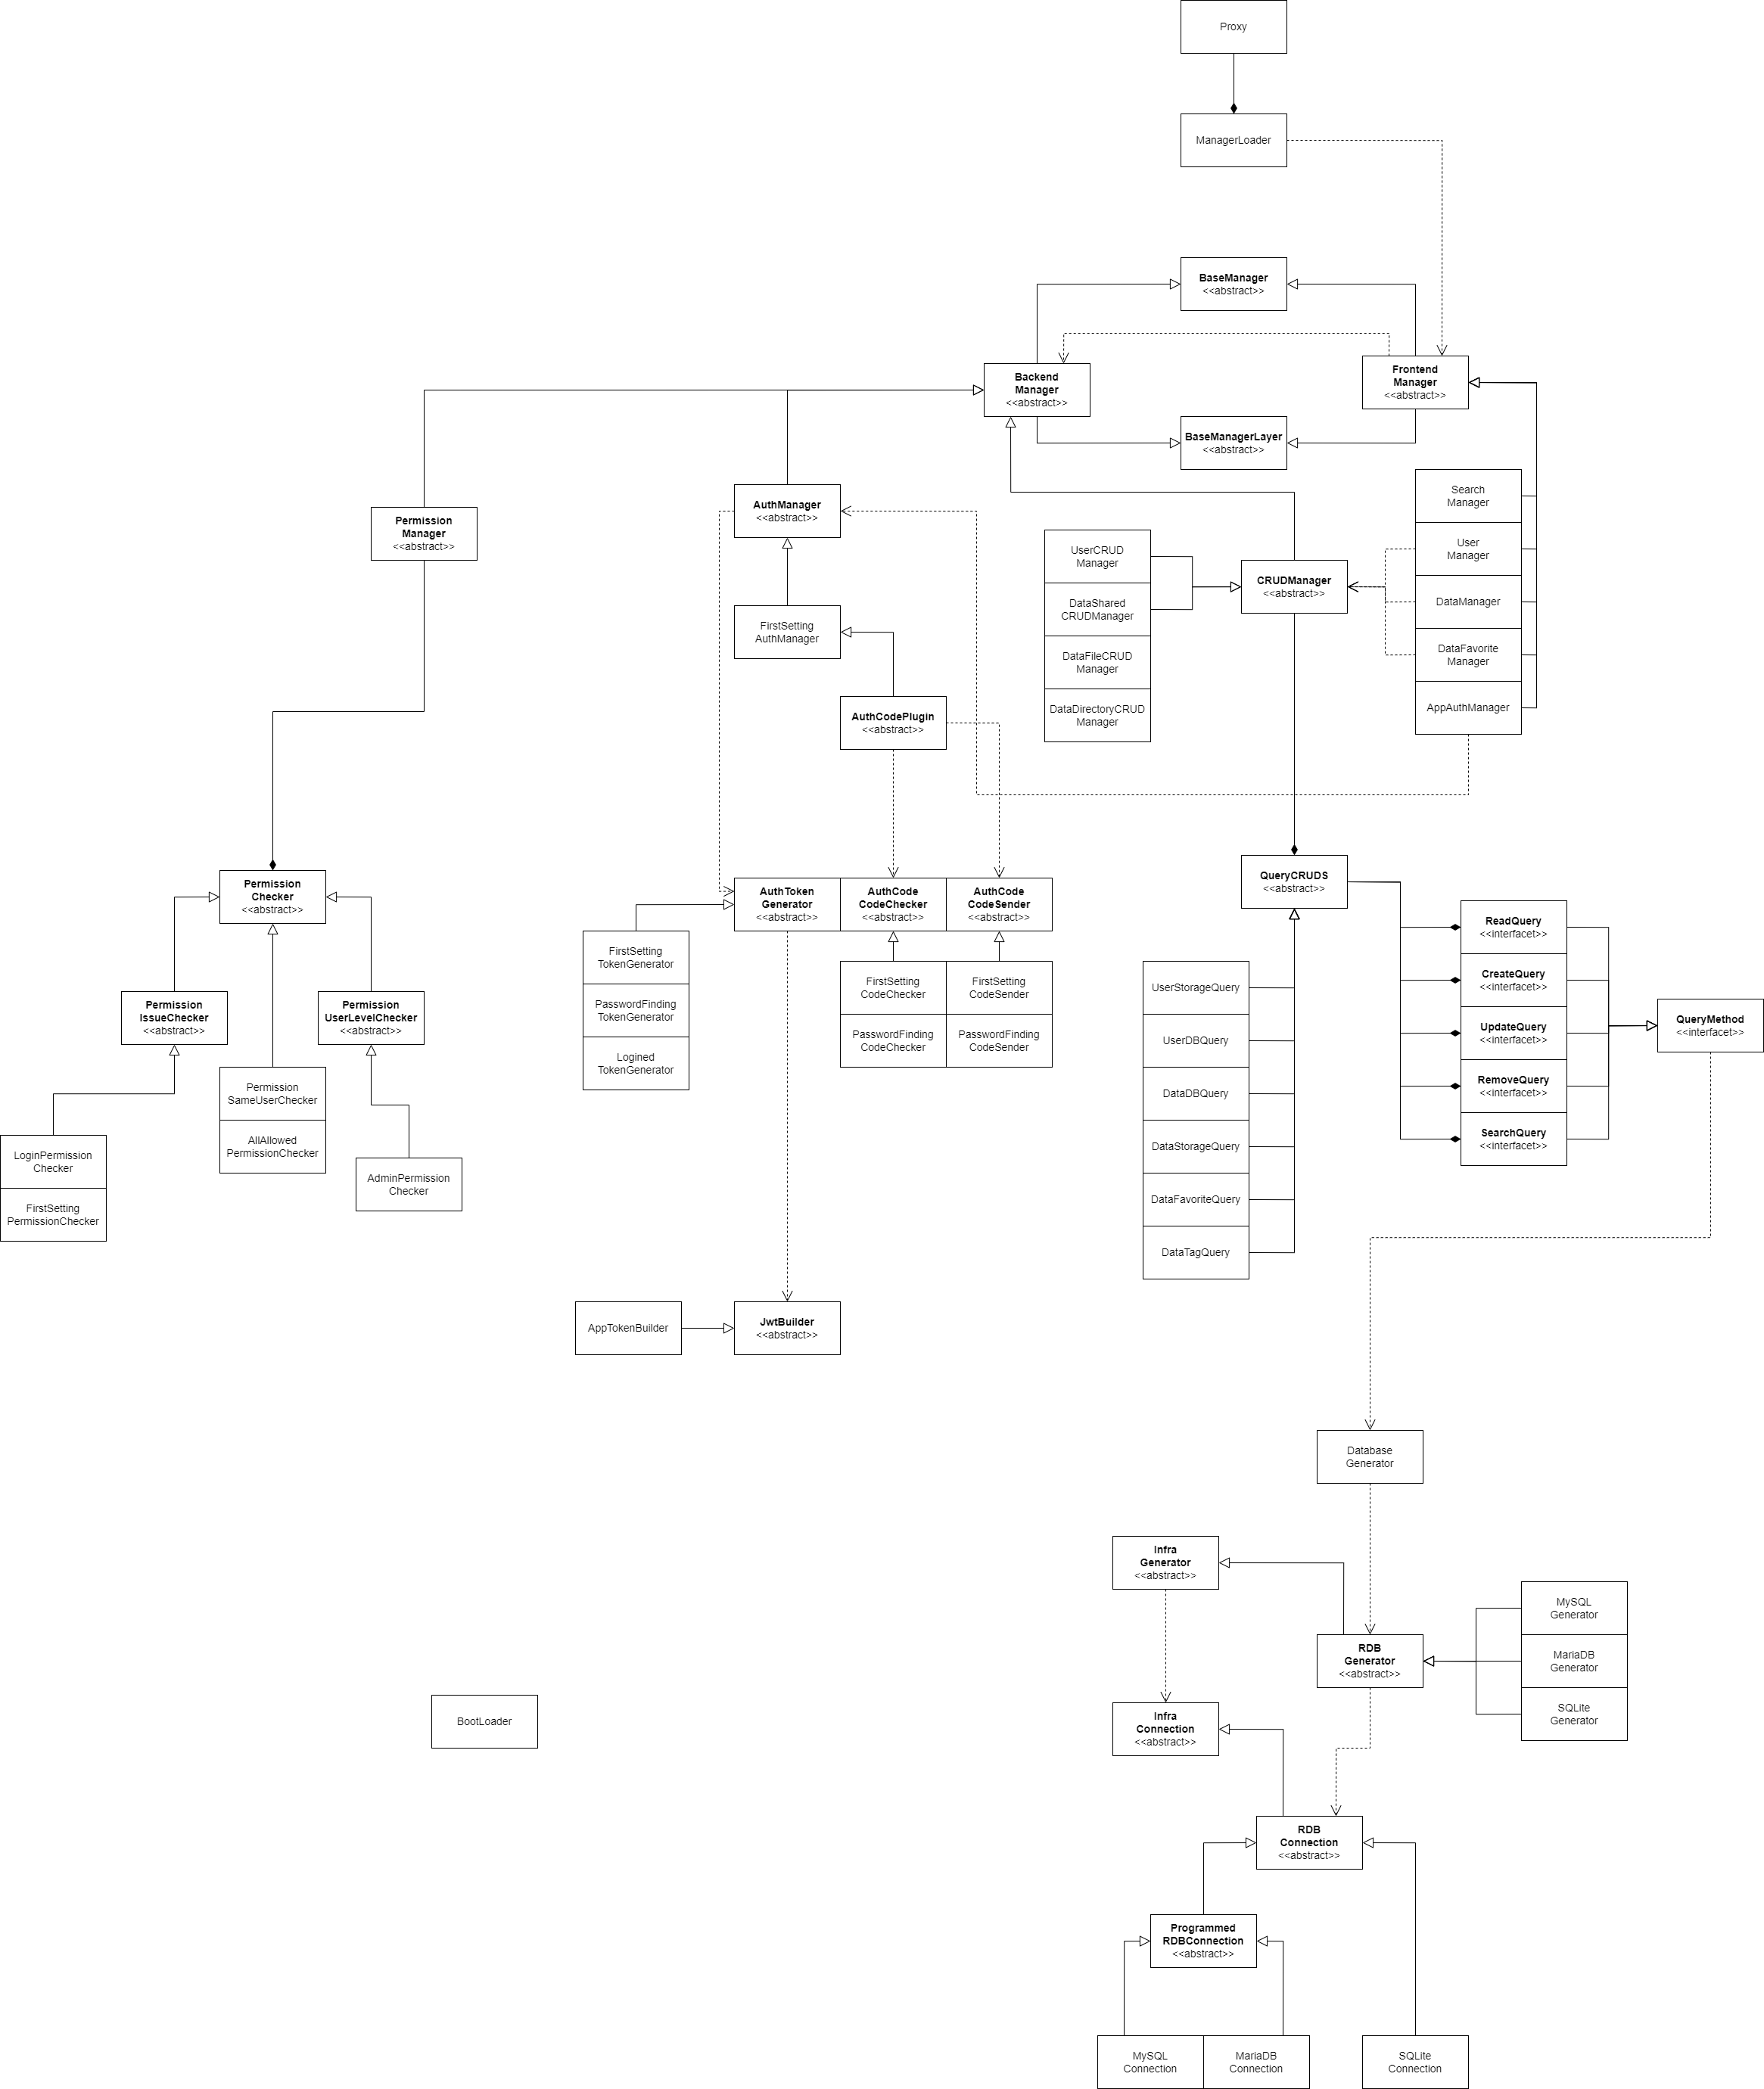 Proxy
ManagerLoader
BaseManager
<<abstract>>
Backend
Manager
<<abstract>>
Frontend
Manager
<<abstract>>
BaseManagerLayer
<<abstract>>
Permission
Manager
<<abstract>>
AuthManager
<<abstract>>
FirstSetting
AuthManager
AuthCodePlugin
<<abstract>>
UserCRUD
Manager
DataShared
CRUDManager
DataFileCRUD
Manager
DataDirectoryCRUD
Manager
CRUDManager
<<abstract>>
Search
Manager
User
Manager
DataManager
DataFavorite
Manager
AppAuthManager
Permission
Checker
<<abstract>>
Permission
IssueChecker
<<abstract>>
Permission
UserLevelChecker
<<abstract>>
LoginPermission
Checker
FirstSetting
PermissionChecker
Permission
SameUserChecker
AllAllowed
PermissionChecker
AdminPermission
Checker
AuthToken
Generator
<<abstract>>
AuthCode
CodeChecker
<<abstract>>
AuthCode
CodeSender
<<abstract>>
FirstSetting
TokenGenerator
PasswordFinding
TokenGenerator
Logined
TokenGenerator
FirstSetting
CodeChecker
FirstSetting
CodeSender
PasswordFinding
CodeChecker
PasswordFinding
CodeSender
QueryCRUDS
<<abstract>>
UserStorageQuery
UserDBQuery
DataDBQuery
DataStorageQuery
DataFavoriteQuery
DataTagQuery
ReadQuery
<<interfacet>>
CreateQuery
<<interfacet>>
UpdateQuery
<<interfacet>>
RemoveQuery
<<interfacet>>
SearchQuery
<<interfacet>>
QueryMethod
<<interfacet>>
AppTokenBuilder
JwtBuilder
<<abstract>>
Database
Generator
Infra
Generator
<<abstract>>
RDB
Generator
<<abstract>>
MySQL
Generator
MariaDB
Generator
SQLite
Generator
BootLoader
Infra
Connection
<<abstract>>
RDB
Connection
<<abstract>>
Programmed
RDBConnection
<<abstract>>
MySQL
Connection
MariaDB
Connection
SQLite
Connection